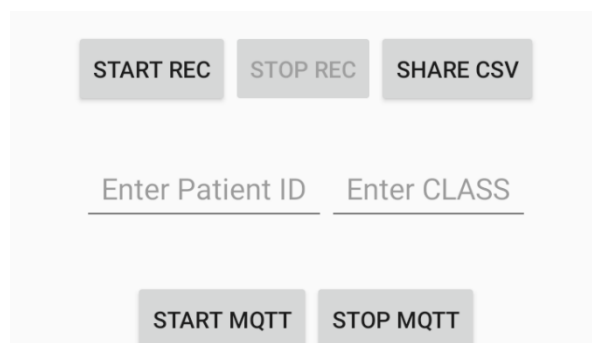 START REC STOP REC SHARE CSV
Enter Patient ID Enter CLASS
START MQTT STOP MQTT